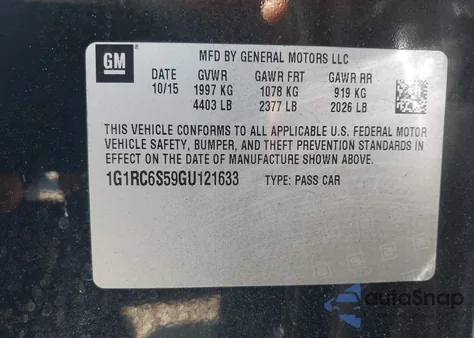 GM
MFD BY GENERAL MOTORS LLC
DATE GVWR GAWR FRT GAWR RR
10/15 1997 KG 1078 KG 919 KG
4403 LB 2377 LB 2026 LB
THIS VEHICLE CONFORMS TO ALL APPLICABLE U.S. FEDERAL MOTOR
VEHICLE SAFETY, BUMPER, AND THEFT PREVENTION STANDARDS IN
EFFECT ON THE DATE OF MANUFACTURE SHOWN ABOVE.
1G1RC6S59GU121633 TYPE: PASS CAR
autoSnap